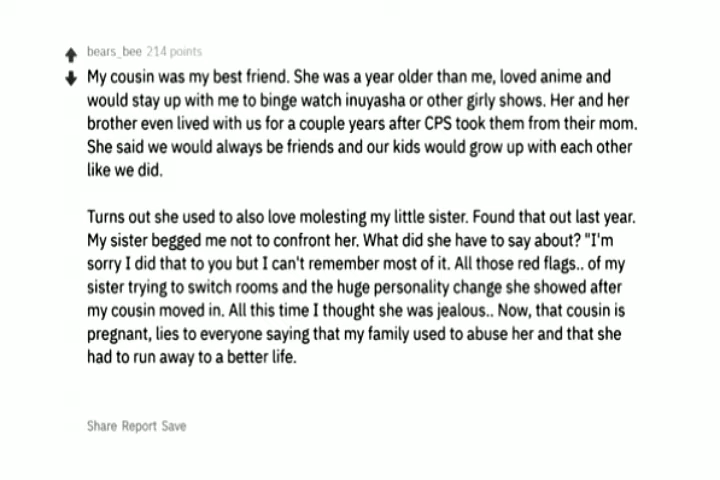 bears_bee 214 points
My cousin was my best friend. She was a year older than me, loved anime and
would stay up with me to binge watch inuyasha or other girly shows. Her and her
brother even lived with us for a couple years after CPS took them from their mom.
She said we would always be friends and our kids would grow up with each other
like we did.
Turns out she used to also love molesting my little sister. Found that out last year.
My sister begged me not to confront her. What did she have to say about? "I'm
sorry I did that to you but I can't remember most of it. All those red flags.. of my
sister trying to switch rooms and the huge personality change she showed after
my cousin moved in. All this time I thought she was jealous.. Now, that cousin is
pregnant, lies to everyone saying that my family used to abuse her and that she
had to run away to a better life.
Share Report Save